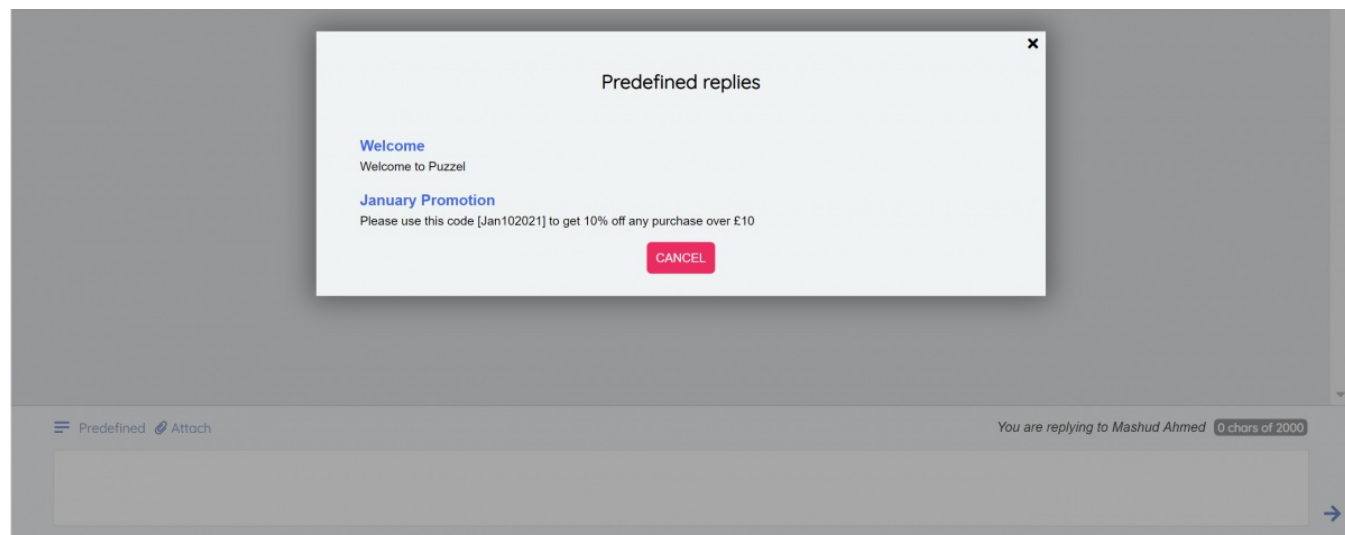 Predefined replies
Welcome
Welcome to Puzzel
January Promotion
Please use this code [Jan102021] to get 10% off any purchase over £10
CANCEL
Predefined Attach
You are replying to Mashud Ahmed 0 chars of 2000